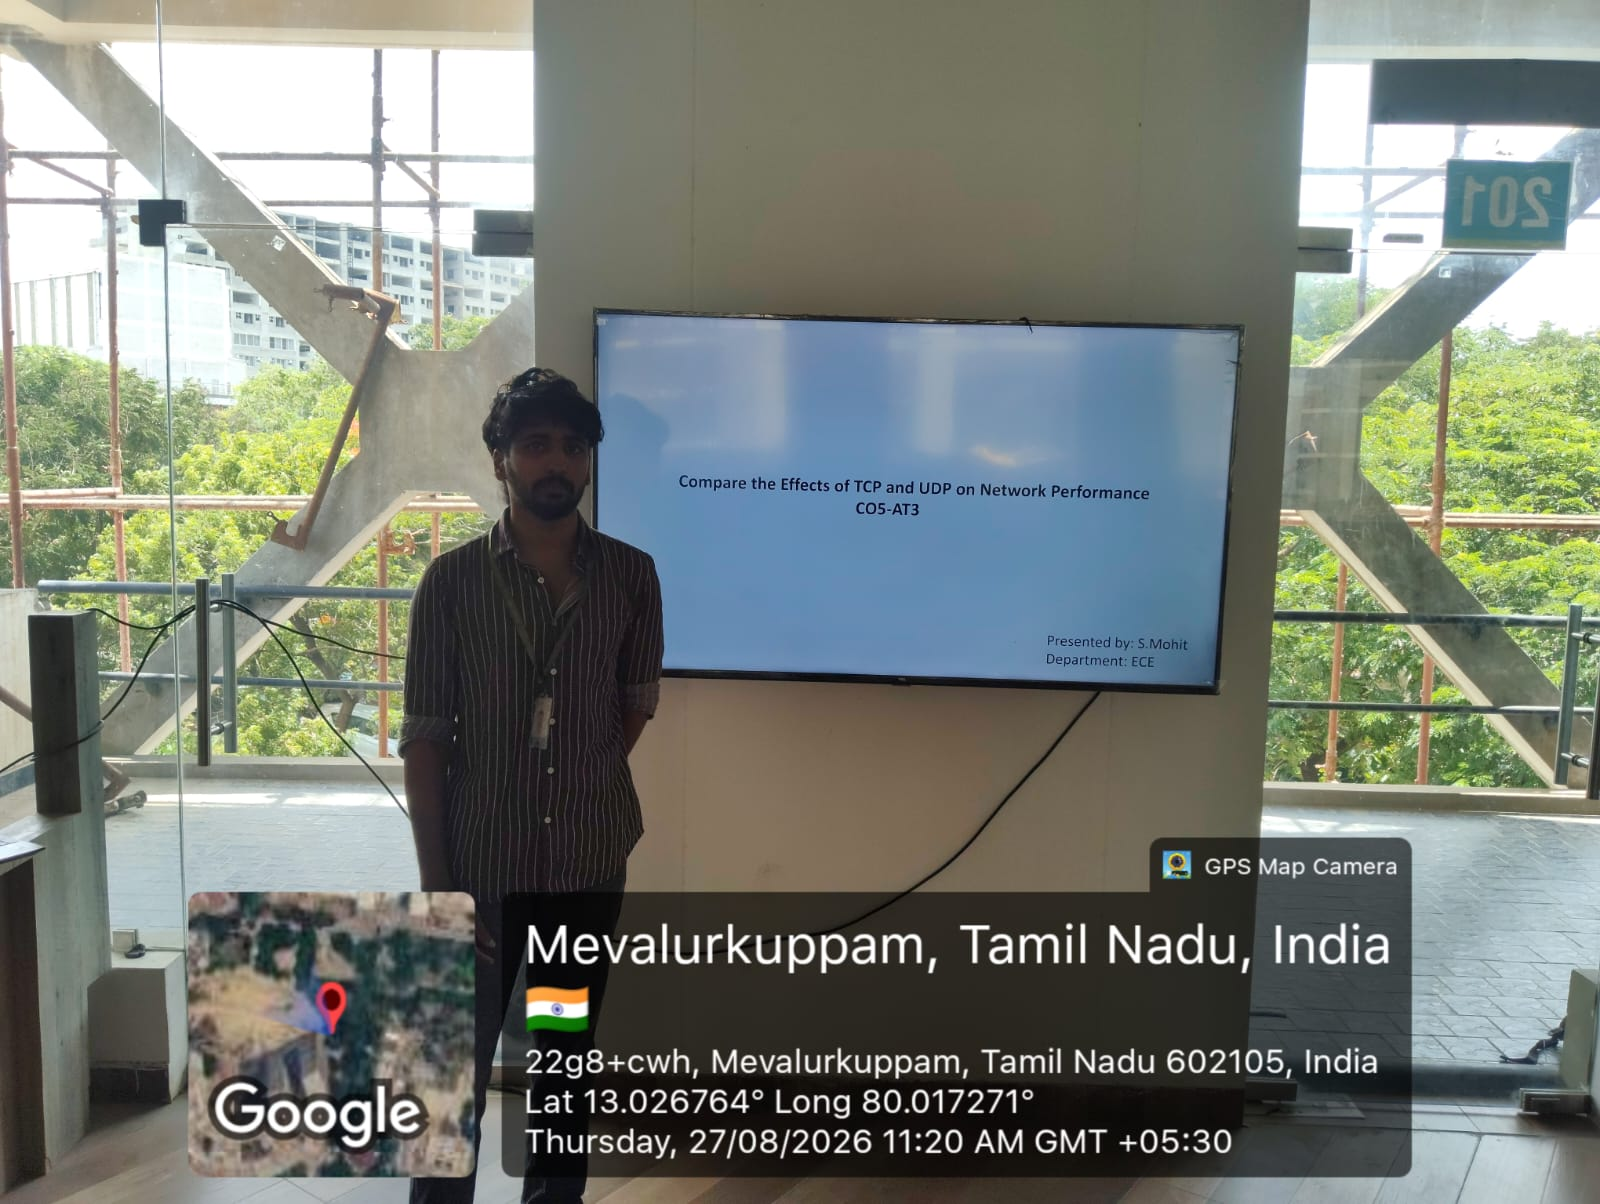 201
Compare the Effects of TCP and UDP on Network Performance
CO5-AT3
Presented by: S.Mohit
Department: ECE
GPS Map Camera
Mevalurkuppam, Tamil Nadu, India
22g8+cwh, Mevalurkuppam, Tamil Nadu 602105, India
Lat 13.026764° Long 80.017271°
Thursday, 27/08/2026 11:20 AM GMT +05:30
Google